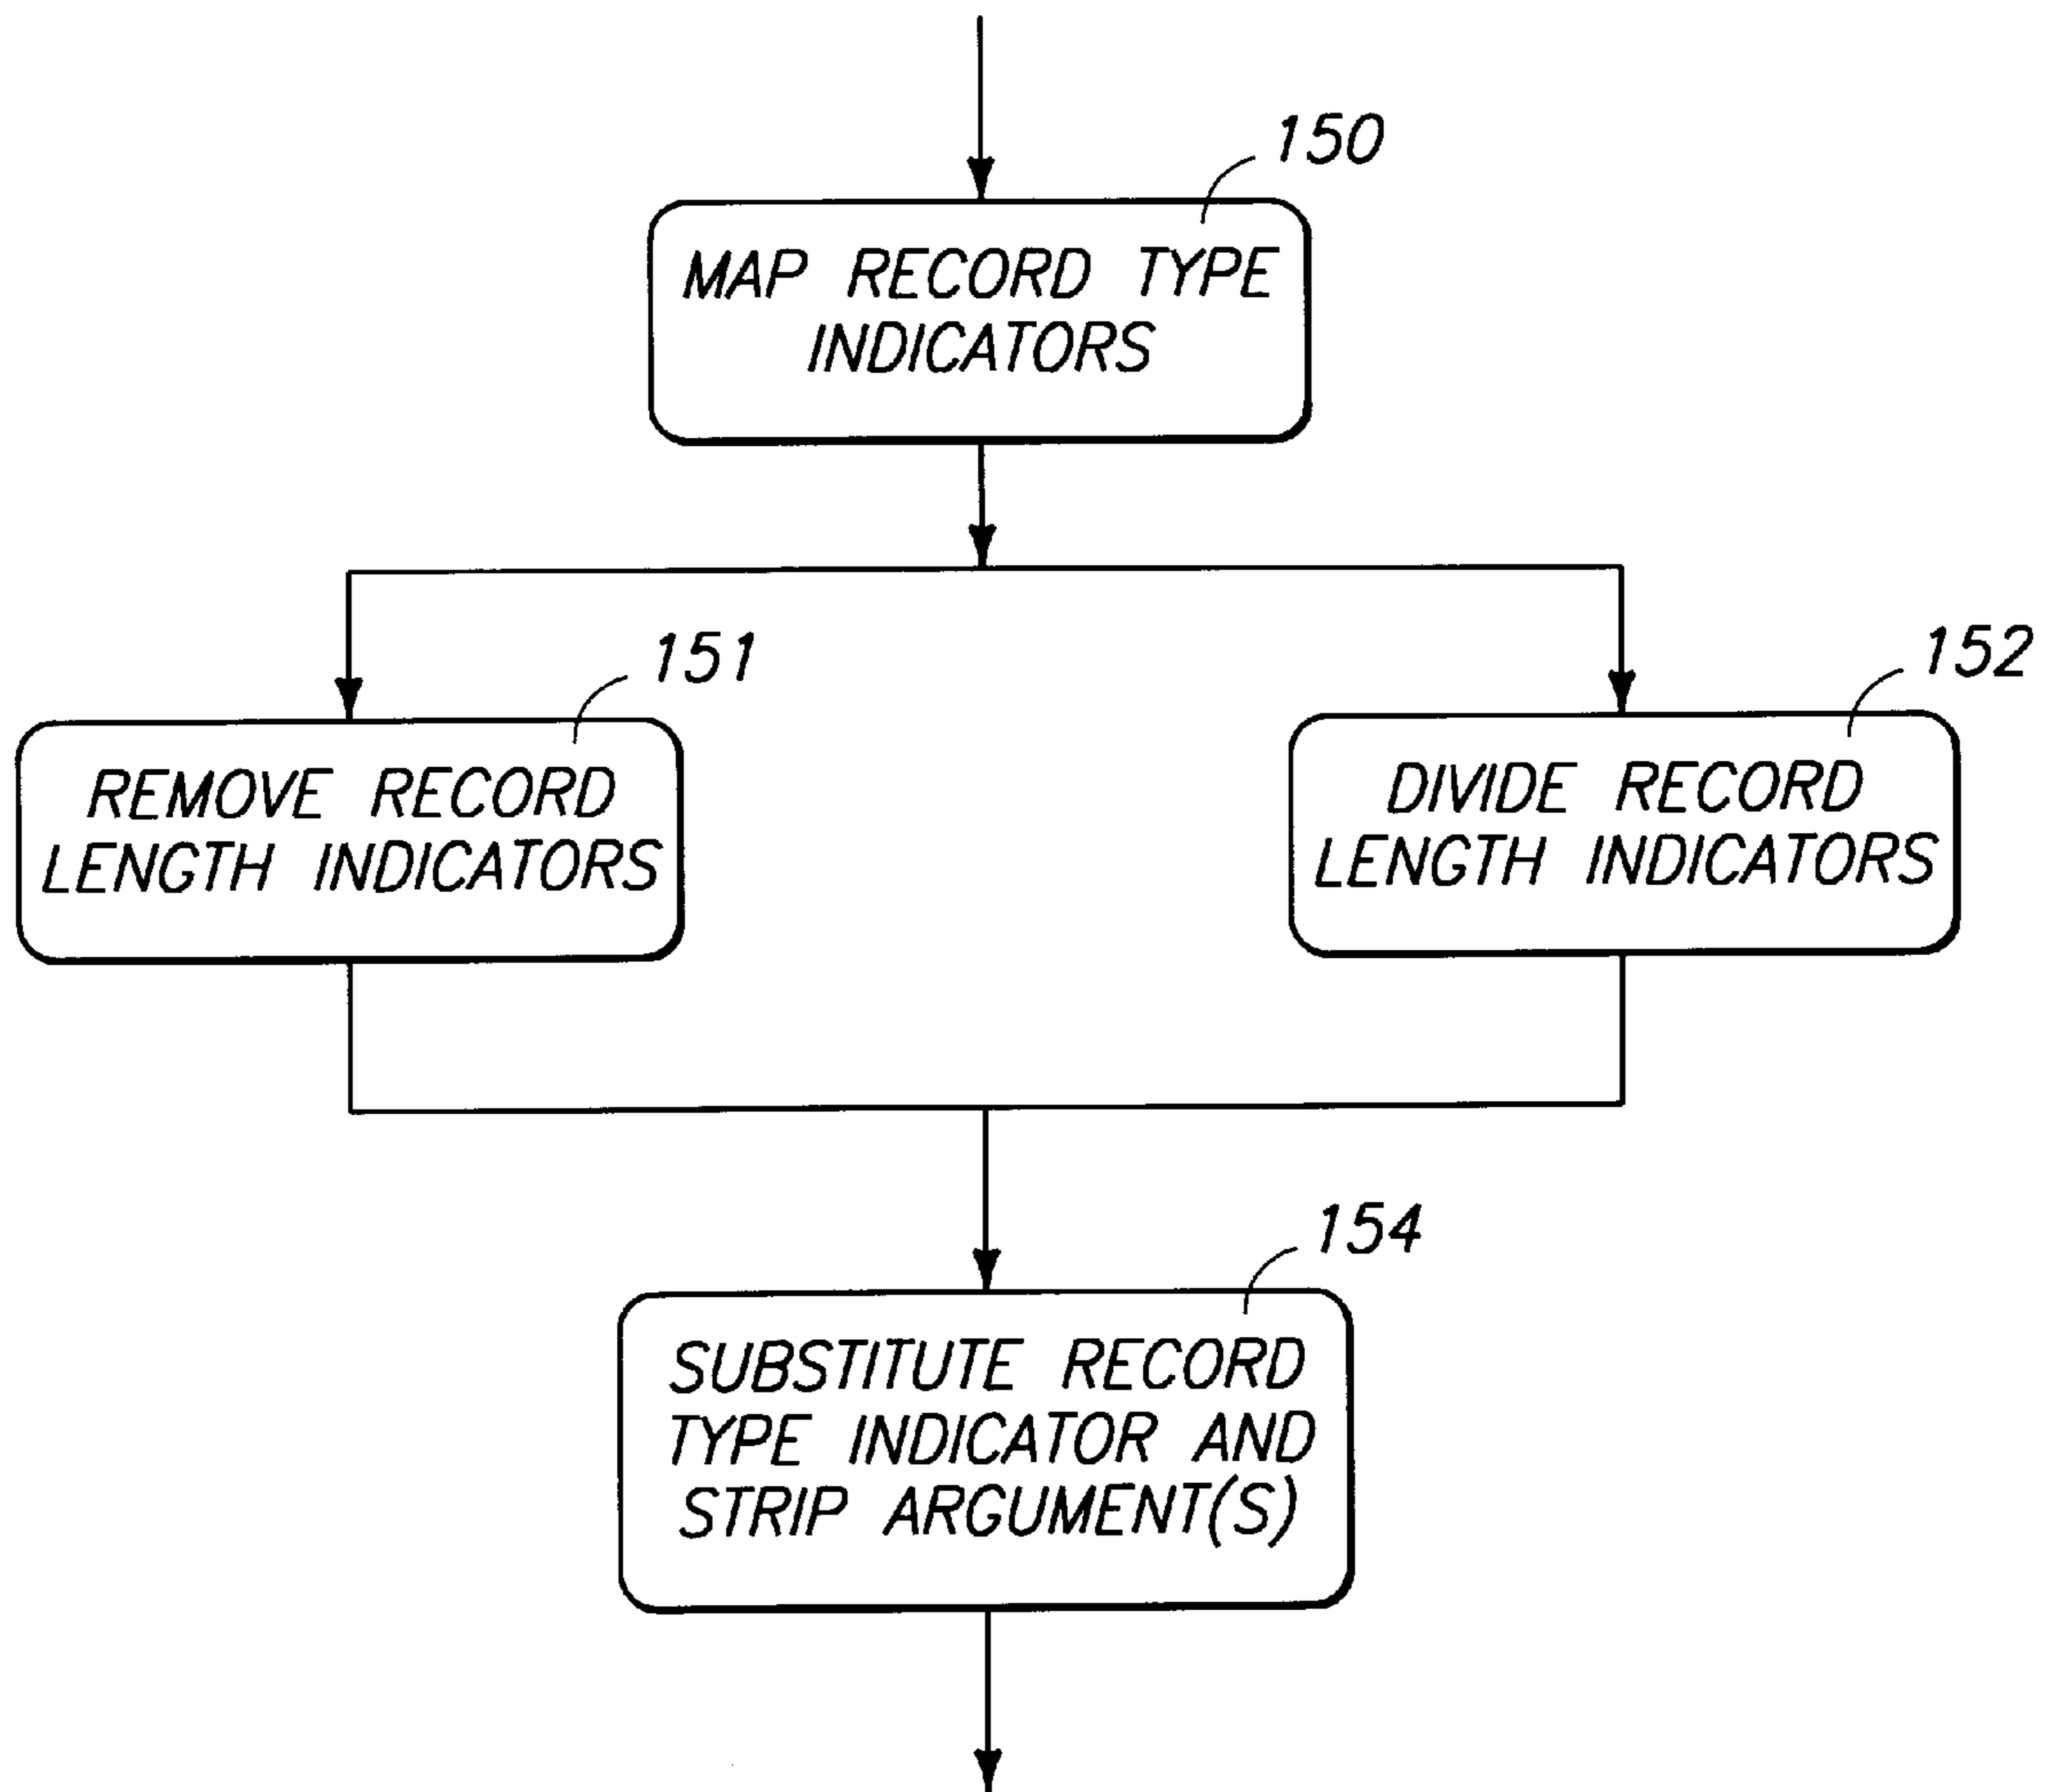 150
MAP RECORD TYPE
INDICATORS
151
REMOVE RECORD
LENGTH INDICATORS
152
DIVIDE RECORD
LENGTH INDICATORS
154
SUBSTITUTE RECORD
TYPE INDICATOR AND
STRIP ARGUMENT(S)